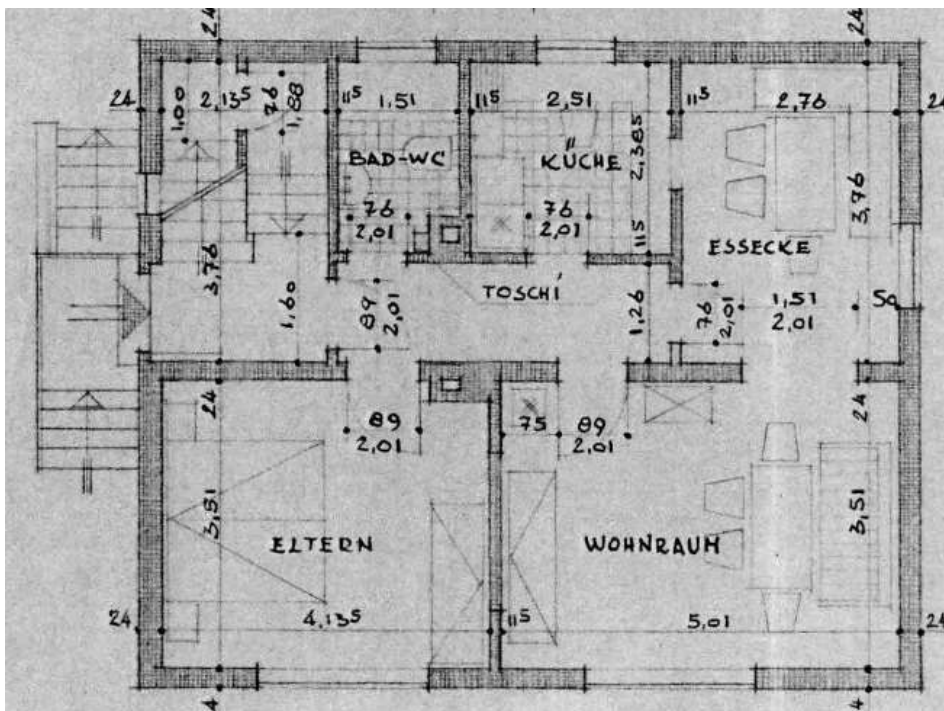 24 24
24 2,13⁵ 11⁵ 1,51 11⁵ 2,51 11⁵ 2,76 24
1,00 76 1,88 2,385 3,76
BAD-WC KÜCHE
76 76
2,01 2,01 11⁵
ESSECKE
3,76 1,60 89 2,01 TOSCHI 1,26 76 2,01 1,51 50
2,01
24 24
89 75 89
2,01 2,01
3,51 3,51
ELTERN WOHNRAUM
24 4,13⁵ 11⁵ 5,01 24
4 4